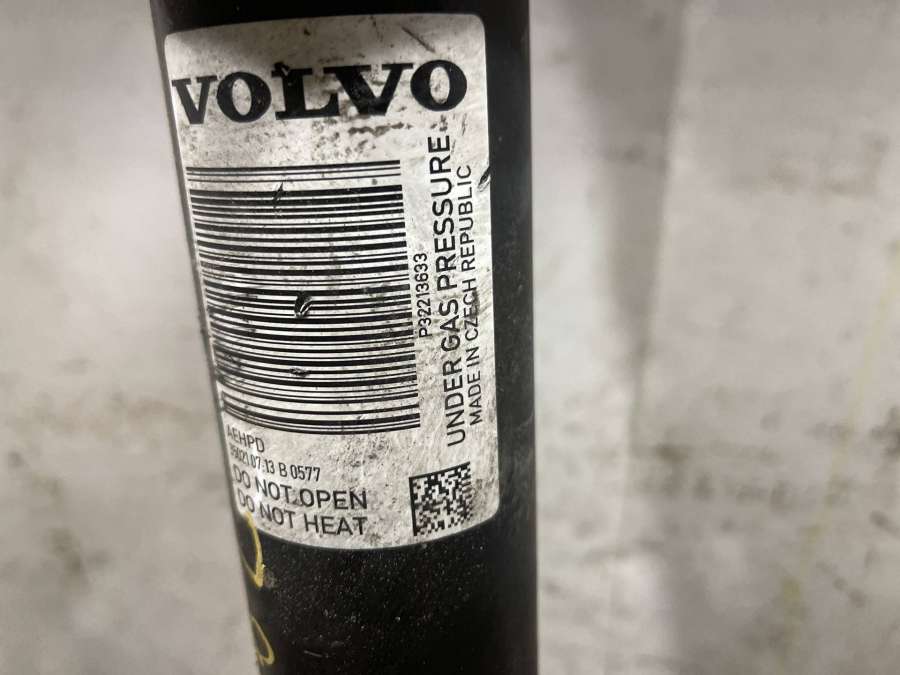 VOLVO
P32213633
UNDER GAS PRESSURE
MADE IN CZECH REPUBLIC
AEHPD
07:13 B 0577
DO NOT OPEN
DO NOT HEAT